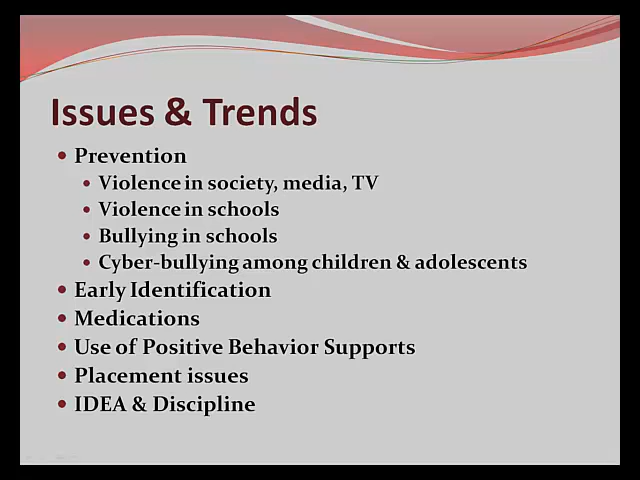 Issues & Trends
• Prevention
• Violence in society, media, TV
• Violence in schools
• Bullying in schools
• Cyber-bullying among children & adolescents
• Early Identification
• Medications
• Use of Positive Behavior Supports
• Placement issues
• IDEA & Discipline